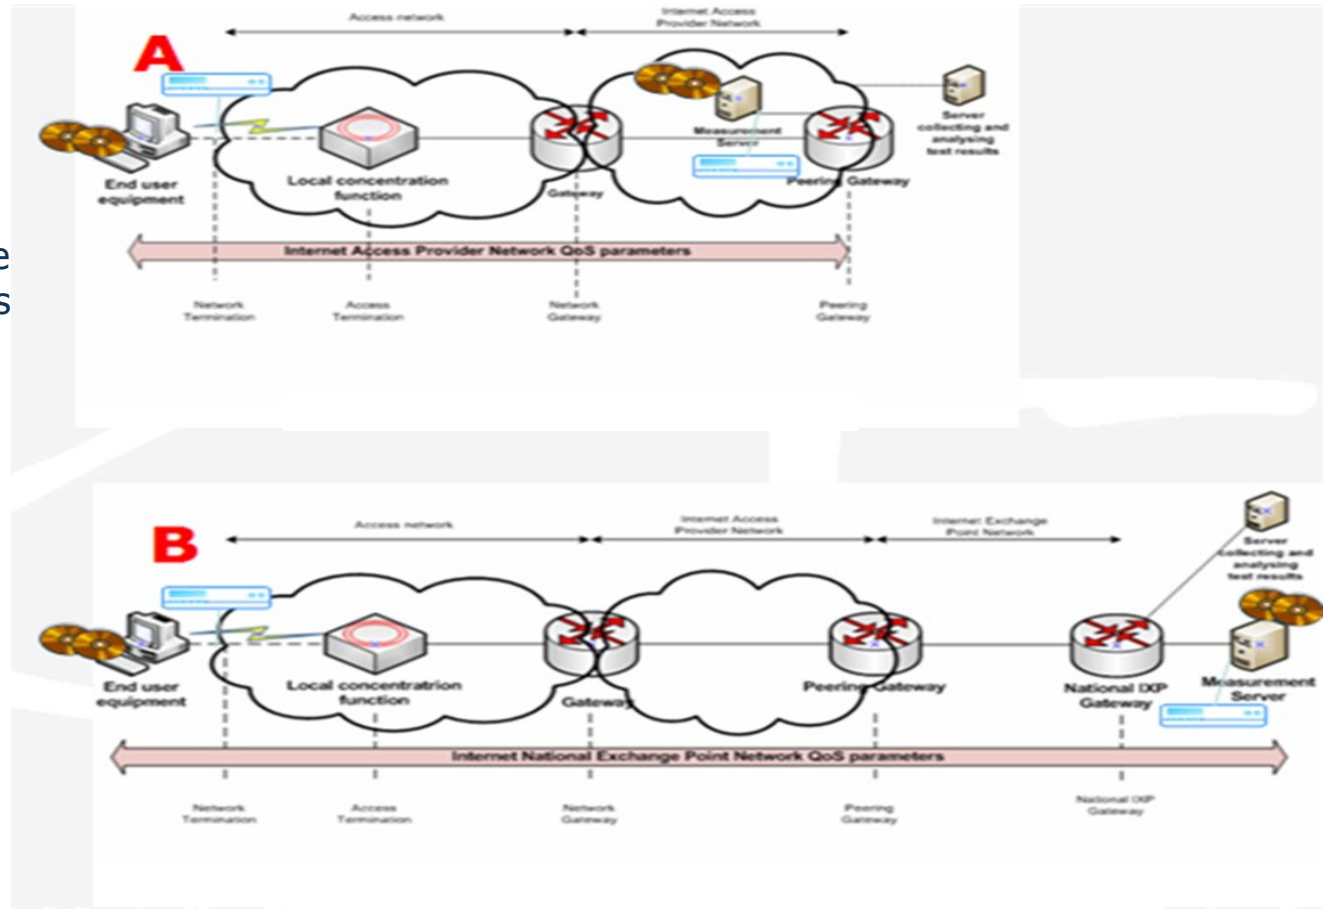 Access network
Internet Access
Provider Network
A
Measurement
Server
Server
collecting and
analysing
test results
End user
equipment
Local concentration
function
Gateway
Peering Gateway
e
s
Internet Access Provider Network QoS parameters
Network
Termination
Access
Termination
Network
Gateway
Peering
Gateway
B
Access network
Internet Access
Provider Network
Internet Exchange
Point Network
Server
collecting and
analysing
test results
End user
equipment
Local concentratrion
function
Gateway
Peering Gateway
National IXP
Gateway
Measurement
Server
Internet National Exchange Point Network QoS parameters
Network
Termination
Access
Termination
Network
Gateway
Peering
Gateway
National IXP
Gateway